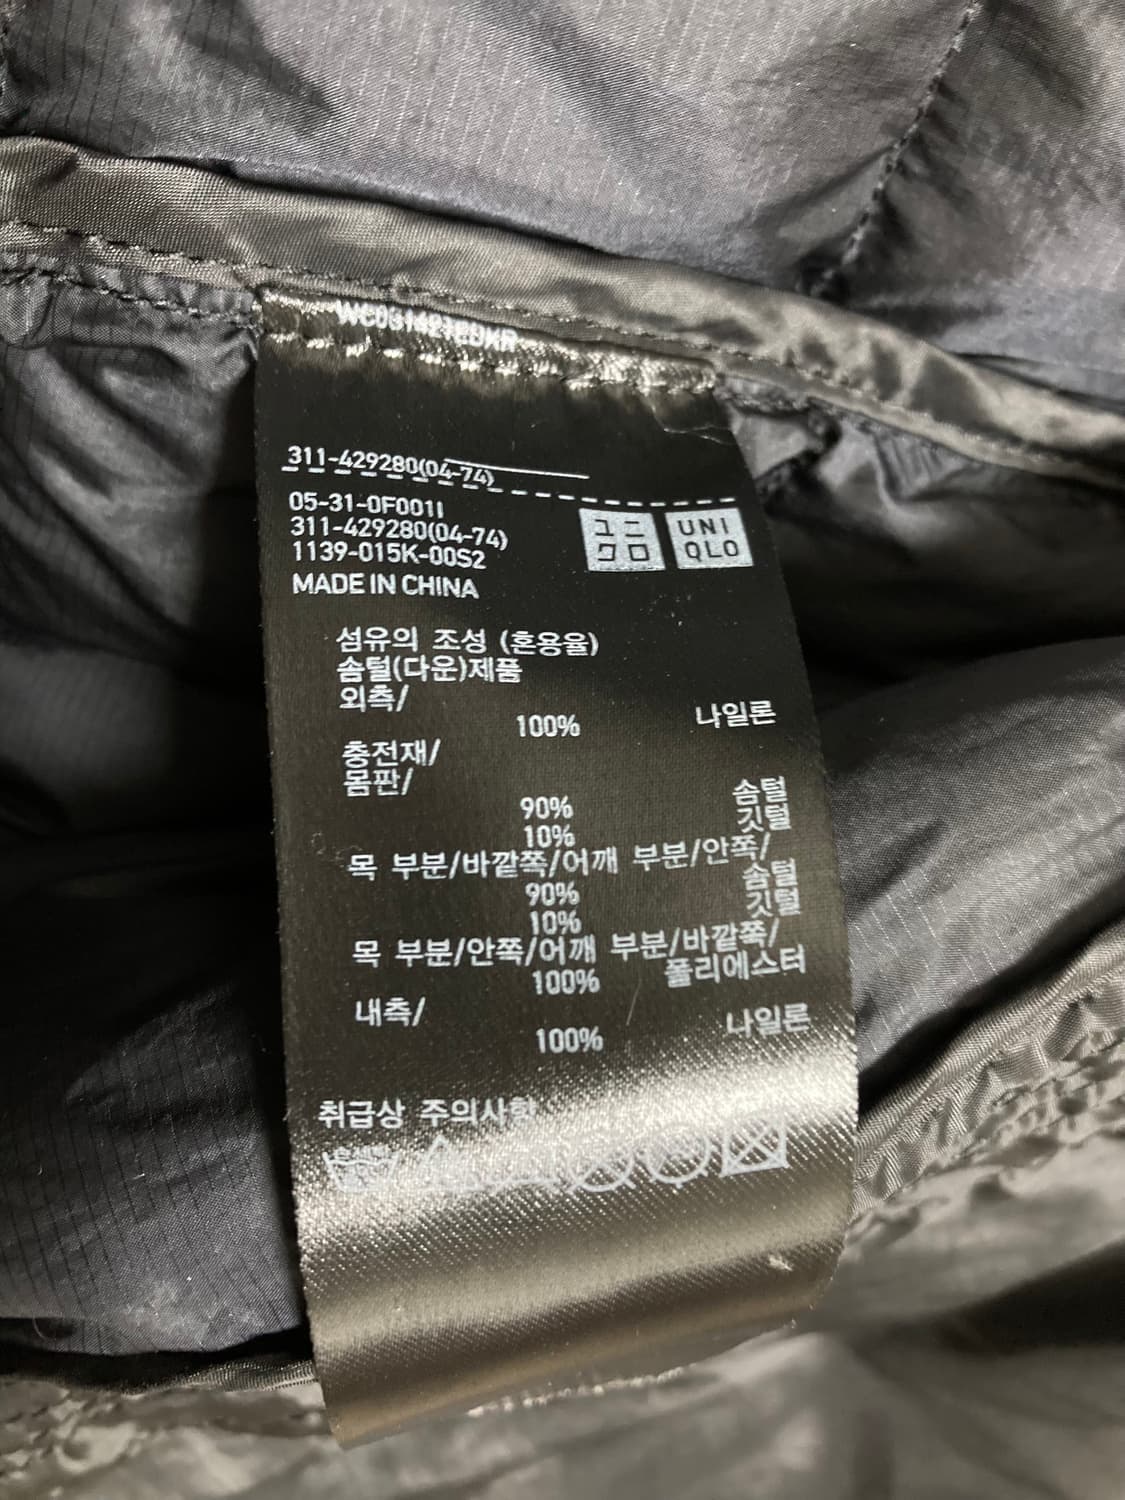 311-429280(04-74)
05-31-0F001I
311-429280(04-74)
1139-015K-00S2
MADE IN CHINA
ユニ
クロ
UNI
QLO
섬유의 조성 (혼용율)
솜털(다운)제품
외측/
100% 나일론
충전재/
몸판/
90% 솜털
10% 깃털
목 부분/바깥쪽/어깨 부분/안쪽/
90% 솜털
10% 깃털
목 부분/안쪽/어깨 부분/바깥쪽/
100% 폴리에스터
내측/
100% 나일론
취급상 주의사항